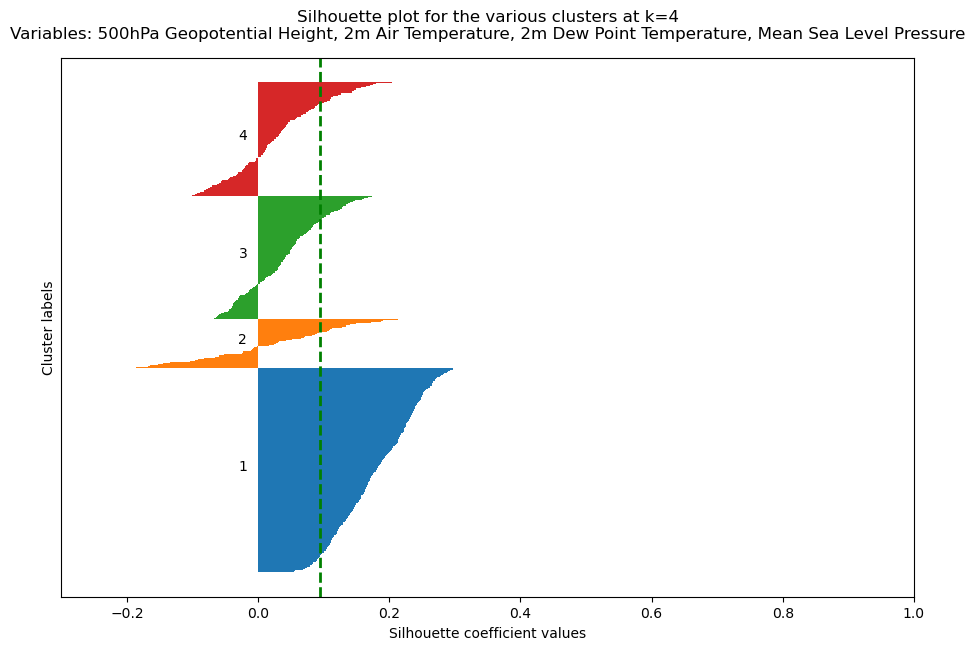 Silhouette plot for the various clusters at k=4
Variables: 500hPa Geopotential Height, 2m Air Temperature, 2m Dew Point Temperature, Mean Sea Level Pressure
4
3
2
1
Cluster labels
−0.2 0.0 0.2 0.4 0.6 0.8 1.0
Silhouette coefficient values